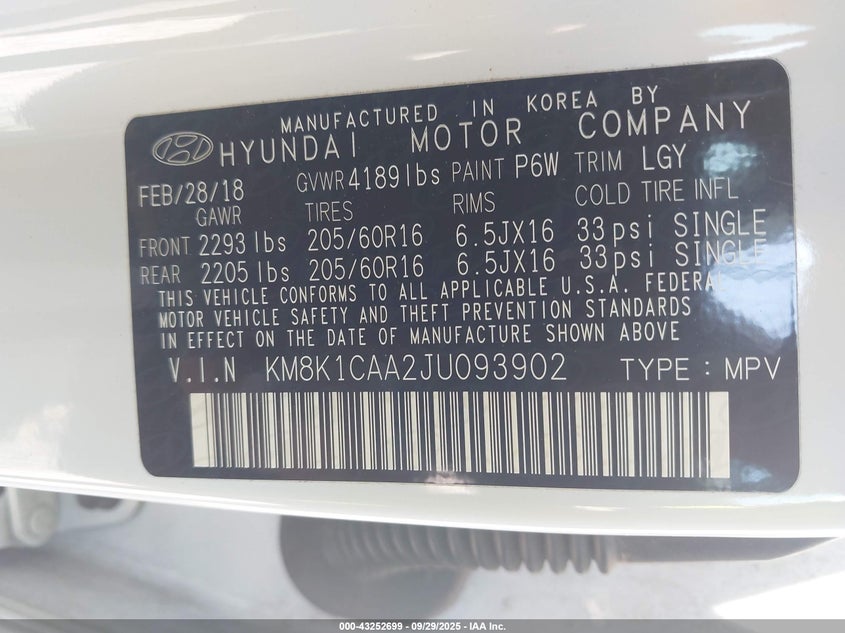 MANUFACTURED IN KOREA BY
HYUNDAI MOTOR COMPANY
FEB/28/18 GVWR 4189lbs PAINT P6W TRIM LGY
GAWR TIRES RIMS COLD TIRE INFL
FRONT 2293 lbs 205/60R16 6.5JX16 33psi SINGLE
REAR 2205 lbs 205/60R16 6.5JX16 33psi SINGLE
THIS VEHICLE CONFORMS TO ALL APPLICABLE U.S.A. FEDERAL
MOTOR VEHICLE SAFETY AND THEFT PREVENTION STANDARDS
IN EFFECT ON THE DATE OF MANUFACTURE SHOWN ABOVE
V.I.N KM8K1CAA2JU093902 TYPE : MPV
000-43252699 - 09/29/2025 - IAA Inc.